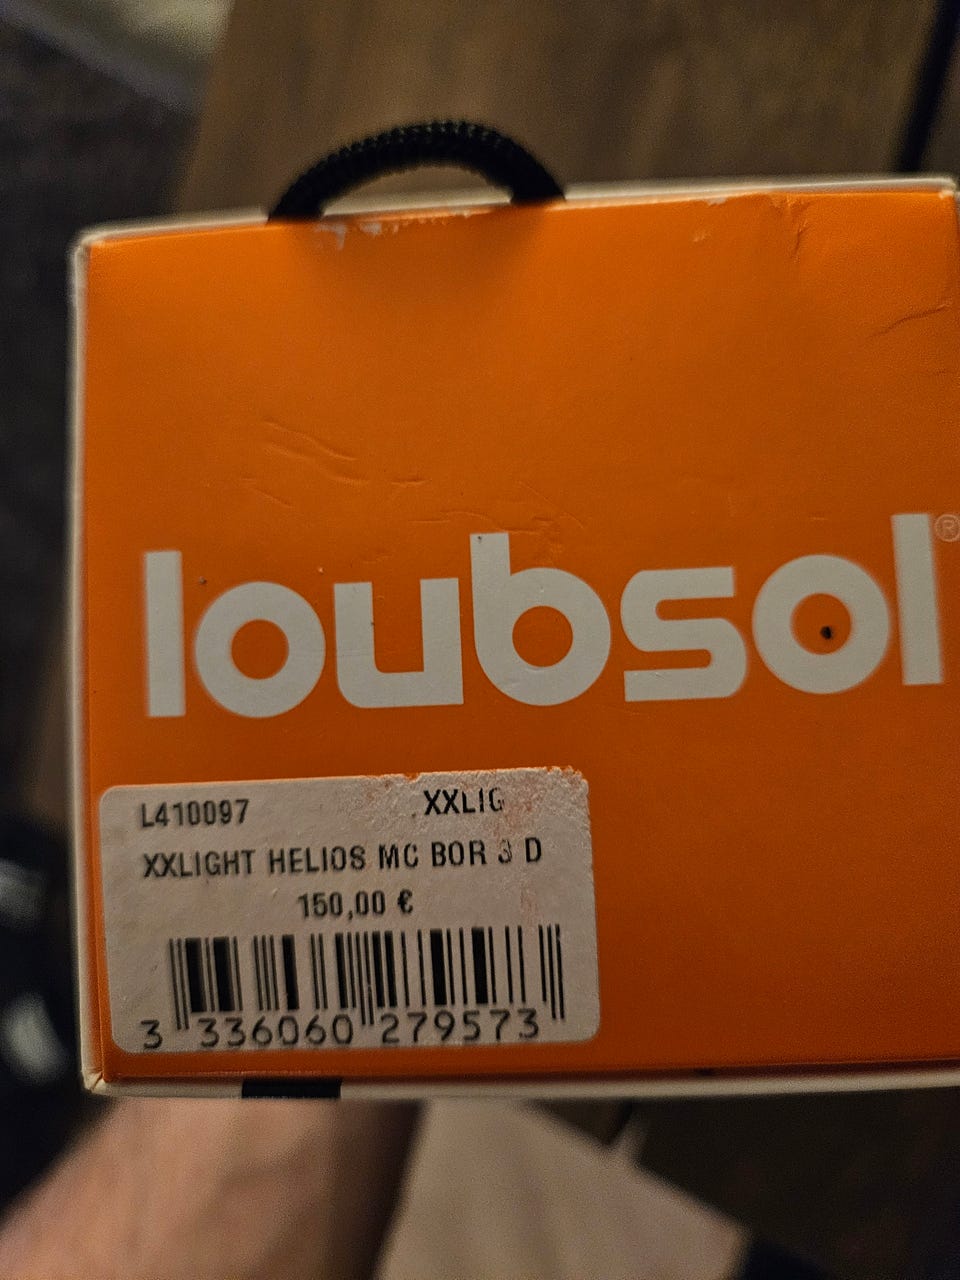 loubsol®
L410097 XXLIG
XXLIGHT HELIOS MC BOR 3 D
150,00 €
3 336060 279573